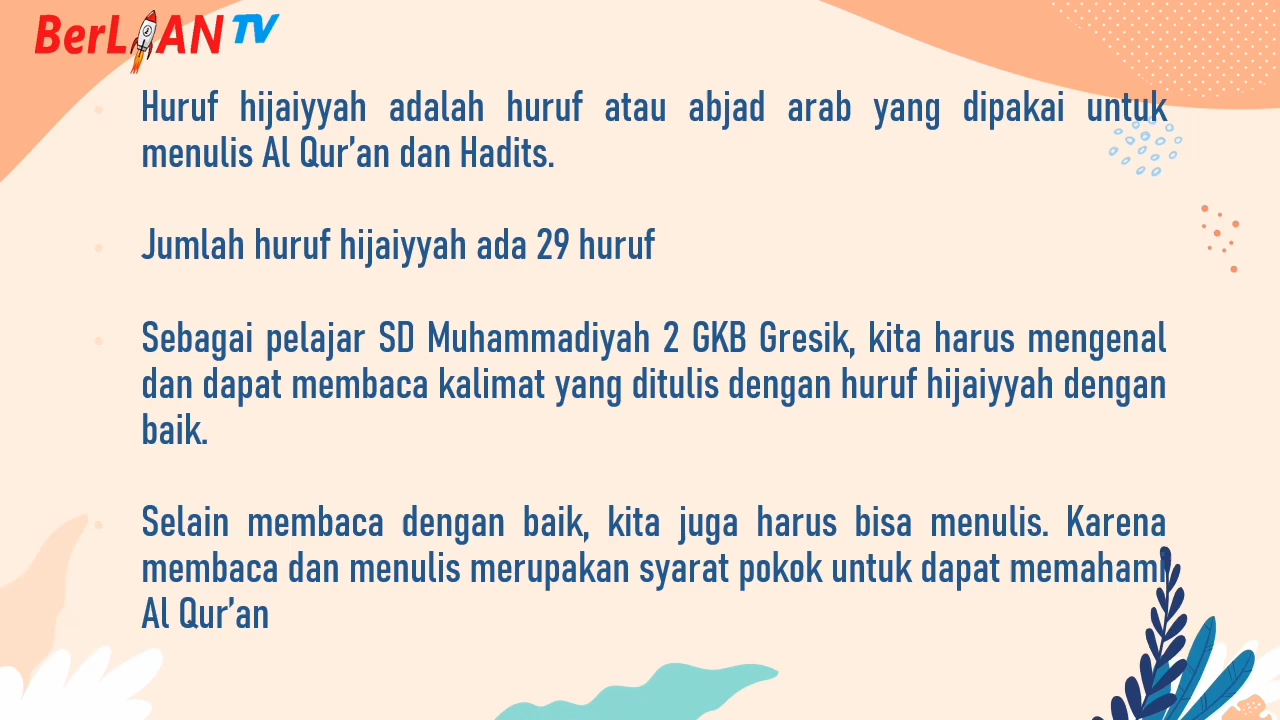 BerLIAN TV
Huruf hijaiyyah adalah huruf atau abjad arab yang dipakai untuk
menulis Al Qur'an dan Hadits.
Jumlah huruf hijaiyyah ada 29 huruf
Sebagai pelajar SD Muhammadiyah 2 GKB Gresik, kita harus mengenal
dan dapat membaca kalimat yang ditulis dengan huruf hijaiyyah dengan
baik.
Selain membaca dengan baik, kita juga harus bisa menulis. Karena
membaca dan menulis merupakan syarat pokok untuk dapat memahami
Al Qur'an